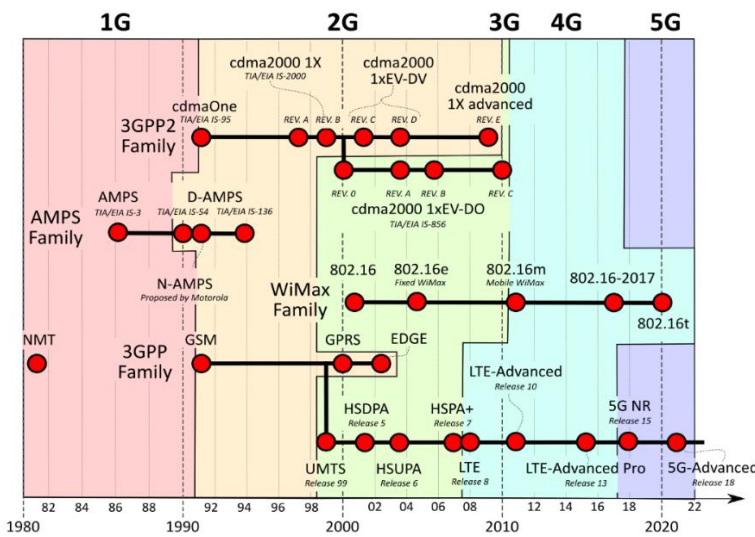 1G 2G 3G 4G 5G
cdma2000 1X
TIA/EIA IS-2000
cdma2000
1xEV-DV
cdma2000
1X advanced
cdmaOne
TIA/EIA IS-95
REV. A
REV. B
REV. C
REV. D
REV. E
3GPP2
Family
REV. 0
REV. A
REV. B
REV. C
cdma2000 1xEV-DO
TIA/EIA IS-856
AMPS
TIA/EIA IS-3
D-AMPS
TIA/EIA IS-54
TIA/EIA IS-136
AMPS
Family
N-AMPS
Proposed by Motorola
WiMax
Family
802.16
802.16e
Fixed WiMax
802.16m
Mobile WiMax
802.16-2017
802.16t
NMT
3GPP
Family
GSM
GPRS
EDGE
LTE-Advanced
Release 10
HSDPA
Release 5
HSPA+
Release 7
5G NR
Release 15
UMTS
Release 99
HSUPA
Release 6
LTE
Release 8
LTE-Advanced Pro
Release 13
5G-Advanced
Release 18
82 84 86 88 92 94 96 98 02 04 06 08 12 14 16 18 22
1980 1990 2000 2010 2020